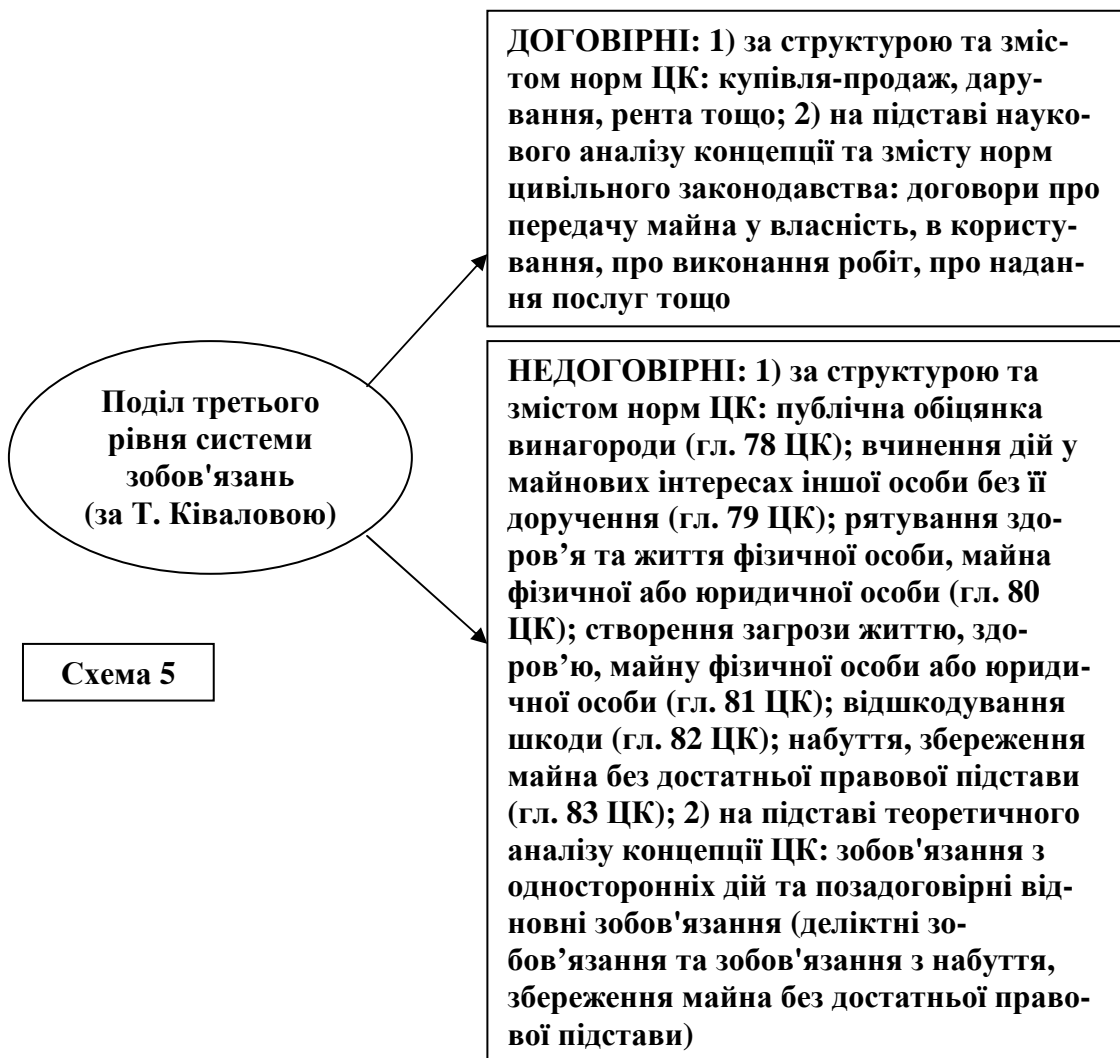 ДОГОВІРНІ: 1) за структурою та зміс-
том норм ЦК: купівля-продаж, дару-
вання, рента тощо; 2) на підставі науко-
вого аналізу концепції та змісту норм
цивільного законодавства: договори про
передачу майна у власність, в користу-
вання, про виконання робіт, про надан-
ня послуг тощо
Поділ третього
рівня системи
зобов'язань
(за Т. Ківаловою)
Схема 5
НЕДОГОВІРНІ: 1) за структурою та
змістом норм ЦК: публічна обіцянка
винагороди (гл. 78 ЦК); вчинення дій у
майнових інтересах іншої особи без її
доручення (гл. 79 ЦК); рятування здо-
ров’я та життя фізичної особи, майна
фізичної або юридичної особи (гл. 80
ЦК); створення загрози життю, здо-
ров’ю, майну фізичної особи або юриди-
чної особи (гл. 81 ЦК); відшкодування
шкоди (гл. 82 ЦК); набуття, збереження
майна без достатньої правової підстави
(гл. 83 ЦК); 2) на підставі теоретичного
аналізу концепції ЦК: зобов'язання з
односторонніх дій та позадоговірні від-
новні зобов'язання (деліктні зо-
бов’язання та зобов'язання з набуття,
збереження майна без достатньої право-
вої підстави)